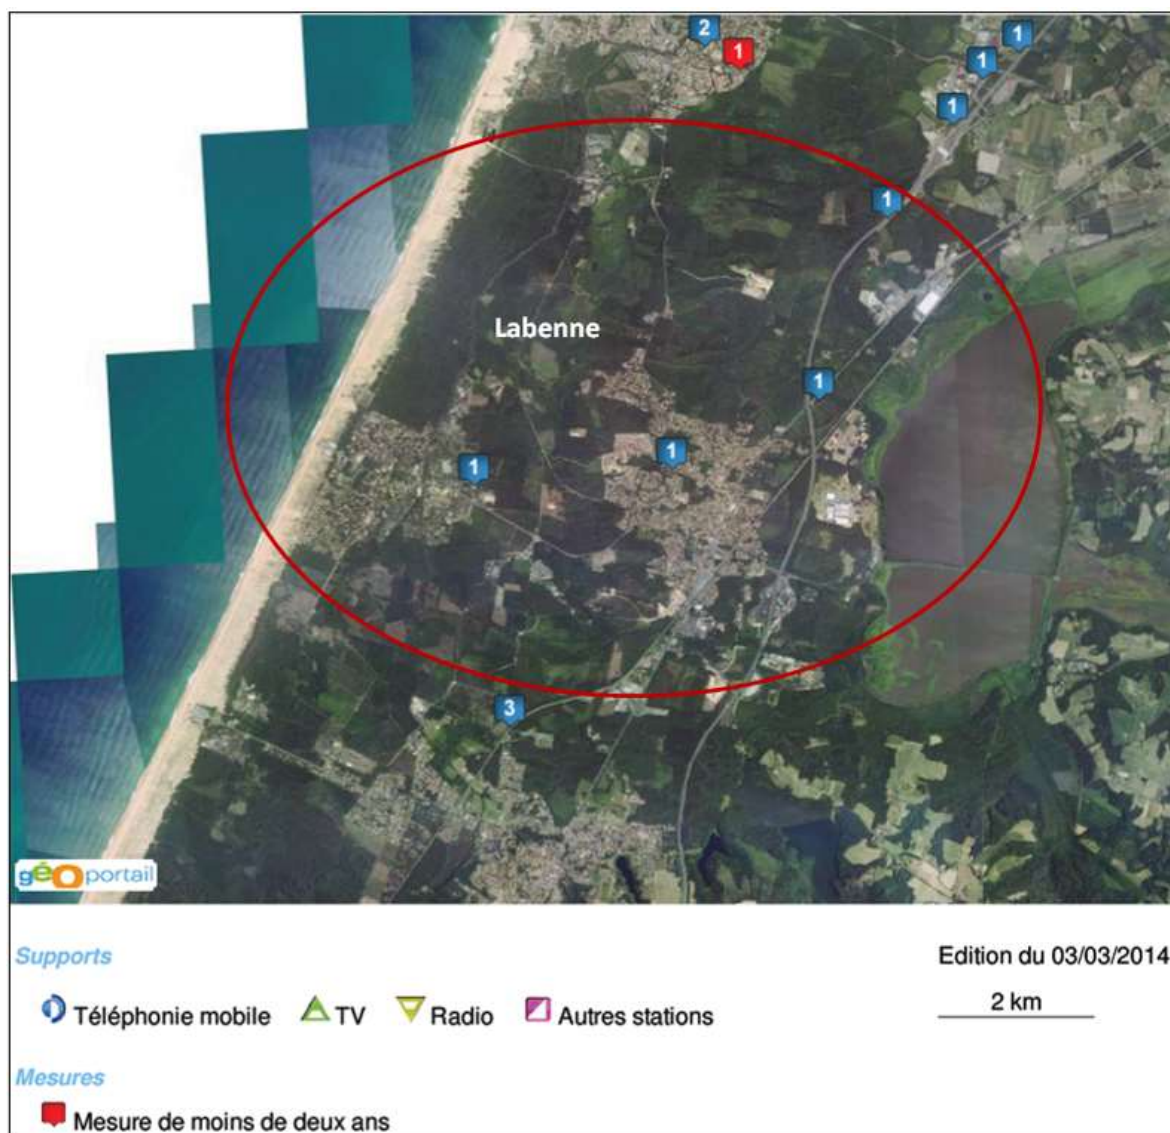 2
1
1
1
1
1
Labenne
1
1
1
3
géoportail
Supports
Edition du 03/03/2014
Téléphonie mobile TV Radio Autres stations
2 km
Mesures
Mesure de moins de deux ans